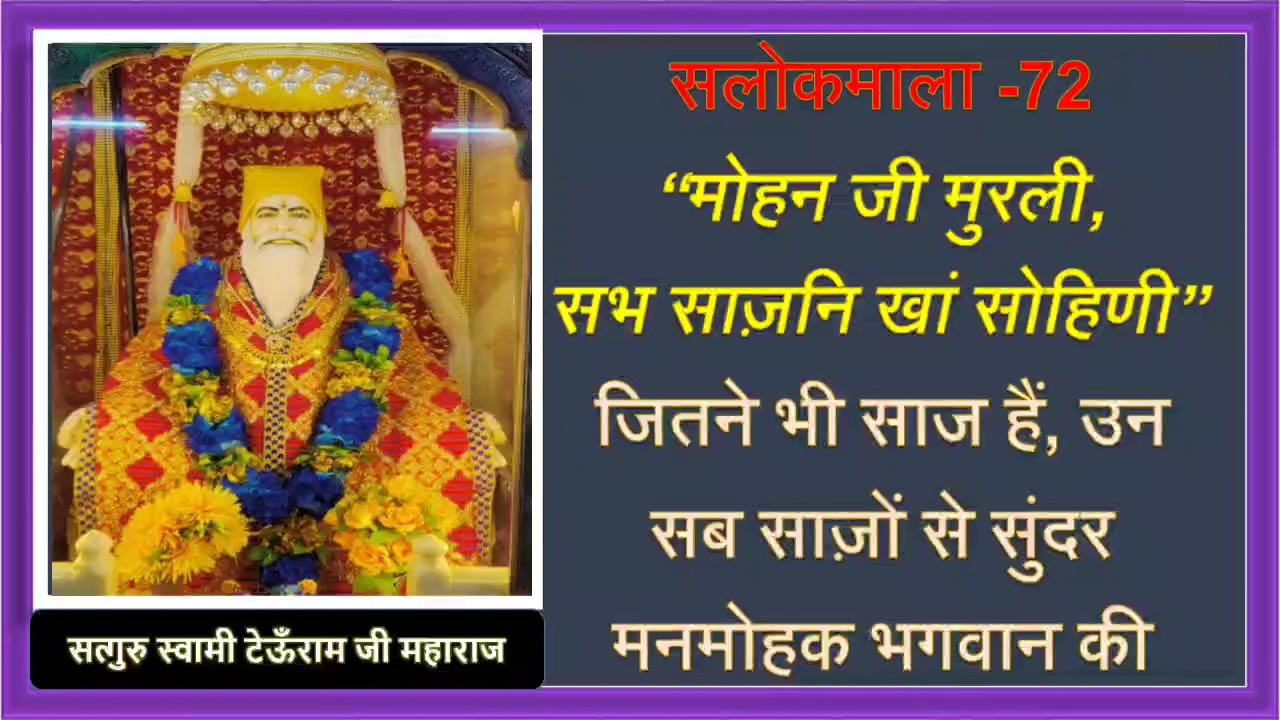 सलोकमाला -72
“मोहन जी मुरली,
सभ साज़नि खां सोहिणी”
जितने भी साज हैं, उन
सब साज़ों से सुंदर
मनमोहक भगवान की
सत्गुरु स्वामी टेऊँराम जी महाराज